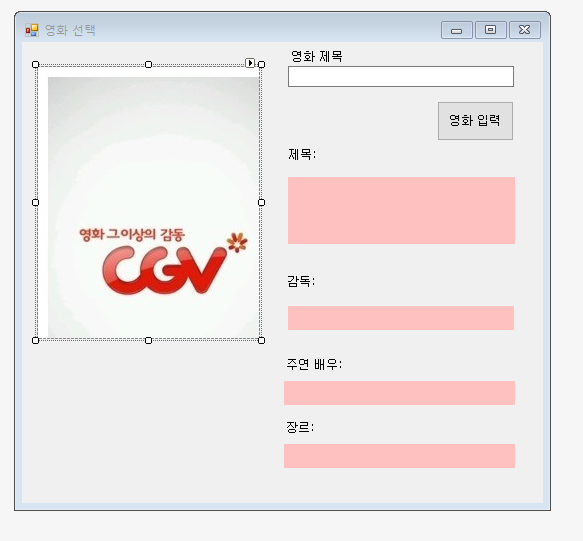 영화 선택
영화 제목
영화 입력
제목:
영화 그 이상의 감동
CGV
감독:
주연 배우:
장르: